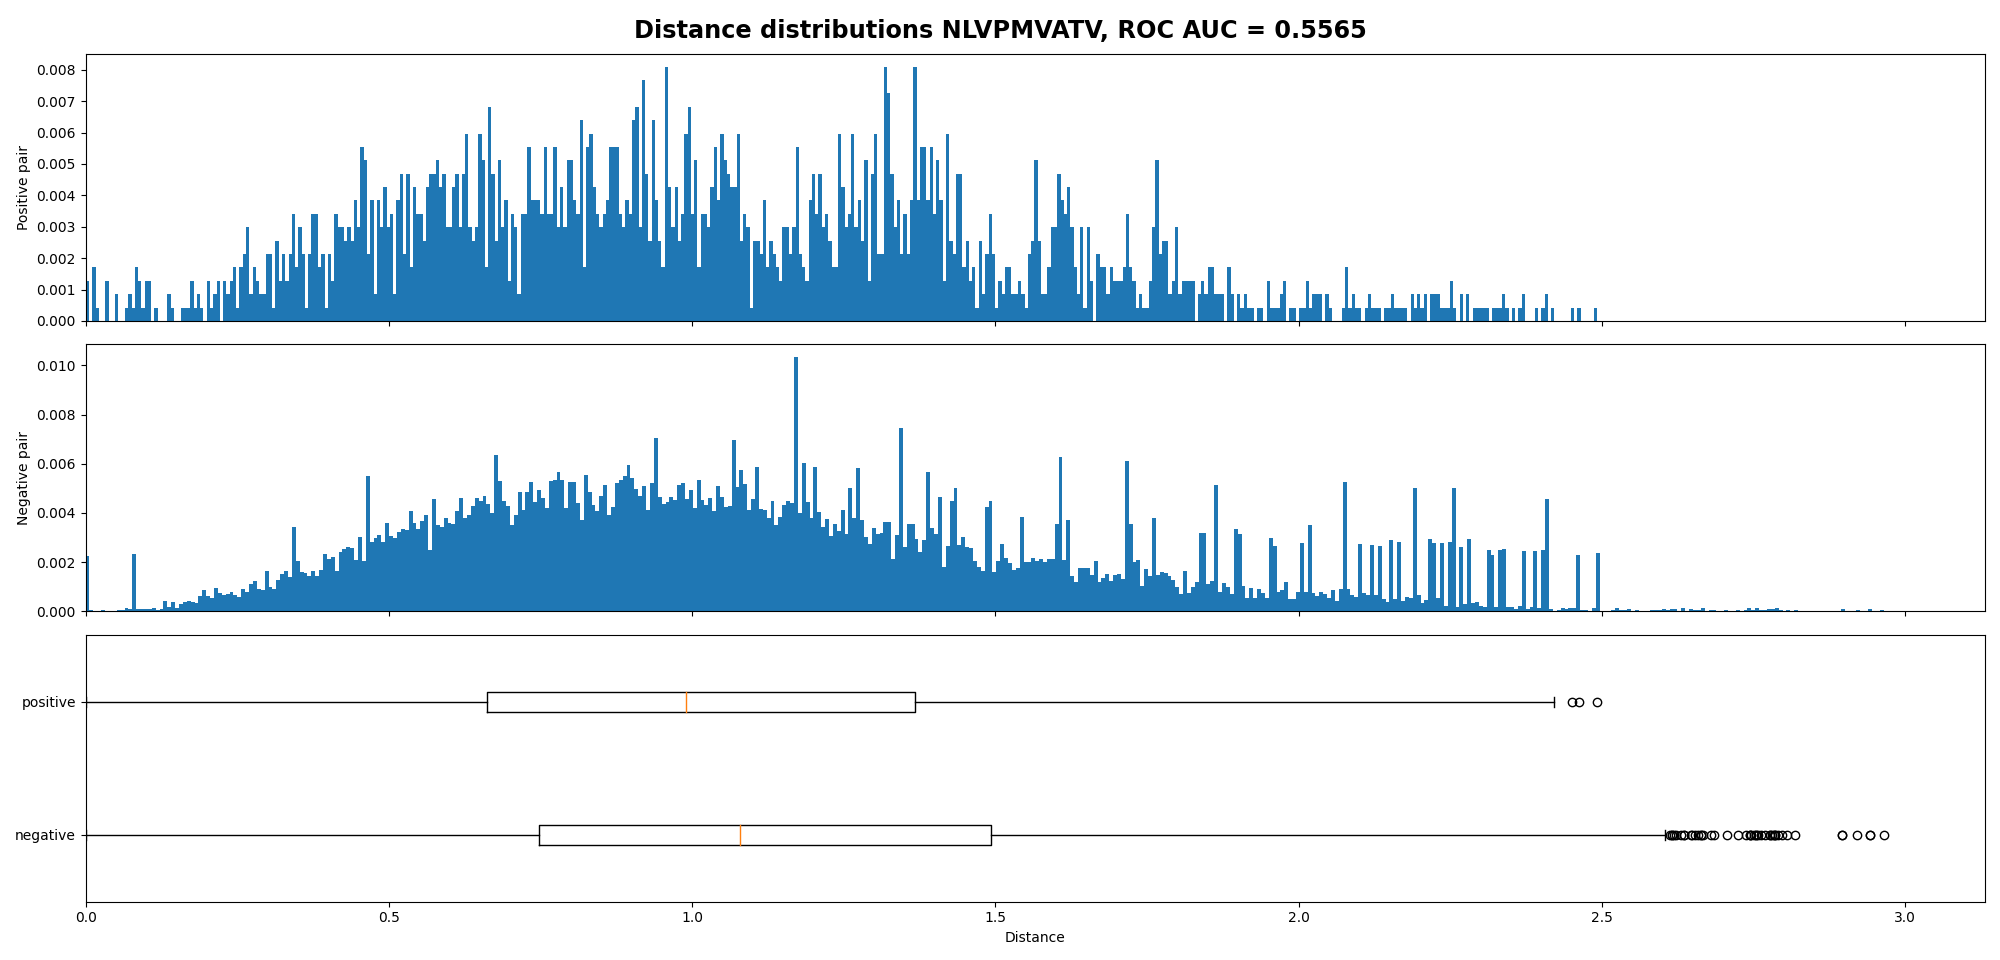 Distance distributions NLVPMVATV, ROC AUC = 0.5565
0.008
0.007
0.006
0.005
0.004
0.003
0.002
0.001
0.000
Positive pair
0.010
0.008
0.006
0.004
0.002
0.000
Negative pair
positive
negative
0.0 0.5 1.0 1.5 2.0 2.5 3.0
Distance